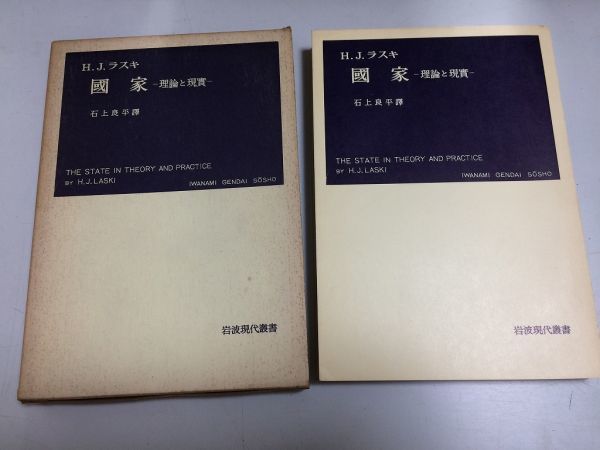 H.J.ラスキ
國家 -理論と現實-
石上良平譯
THE STATE IN THEORY AND PRACTICE
BY H.J.LASKI
IWANAMI GENDAI SŌSHO
岩波現代叢書
H.J.ラスキ
國家 -理論と現實-
石上良平譯
THE STATE IN THEORY AND PRACTICE
BY H.J.LASKI
IWANAMI GENDAI SŌSHO
岩波現代叢書